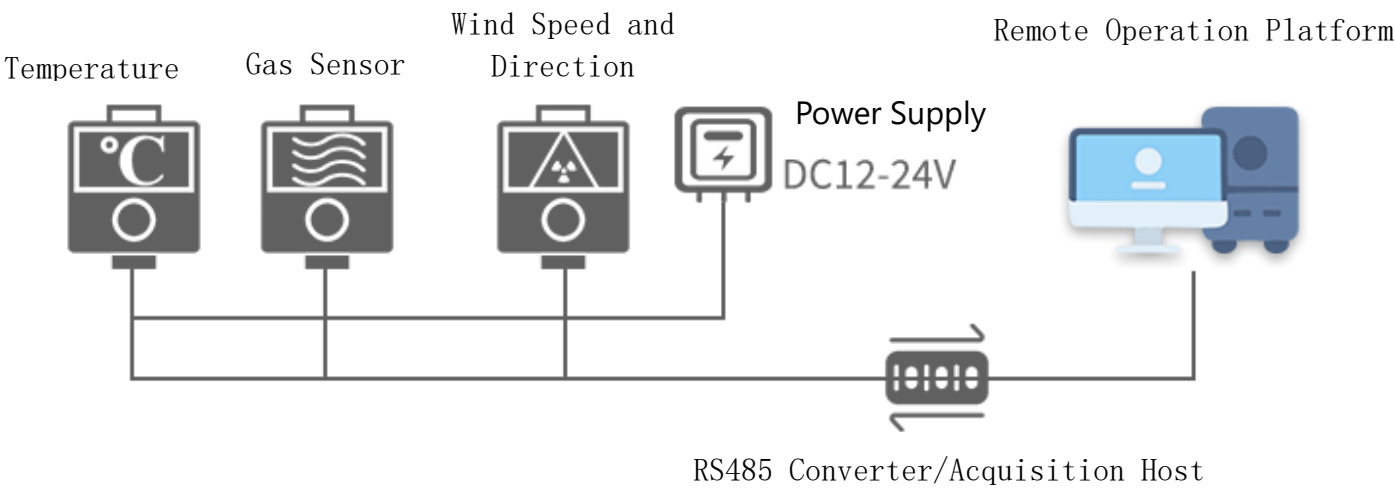 Temperature
Gas Sensor
Wind Speed and
Direction
Power Supply
DC12-24V
Remote Operation Platform
℃
RS485 Converter/Acquisition Host